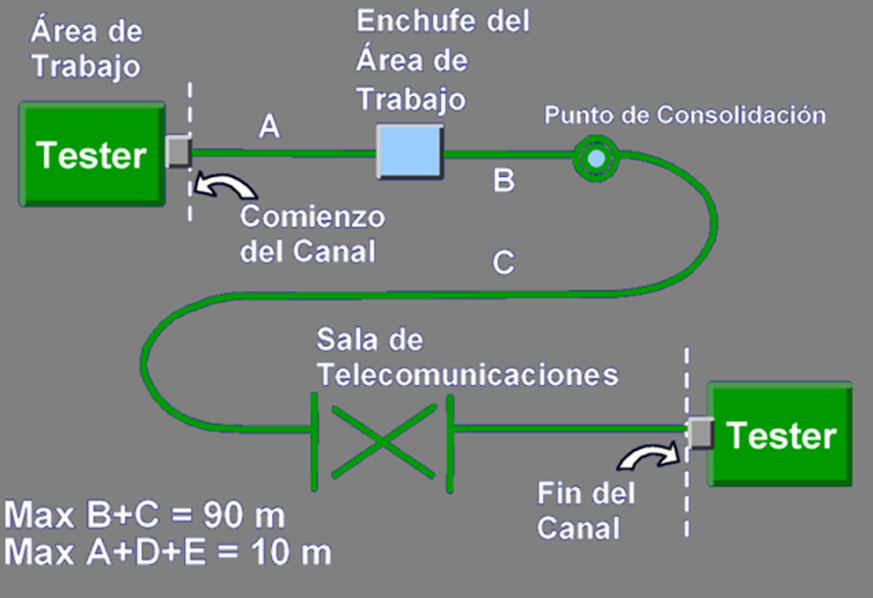 Área de
Trabajo
Enchufe del
Área de
Trabajo
Punto de Consolidación
Tester
A
B
Comienzo
del Canal
C
Sala de
Telecomunicaciones
Tester
Fin del
Canal
Max B+C = 90 m
Max A+D+E = 10 m